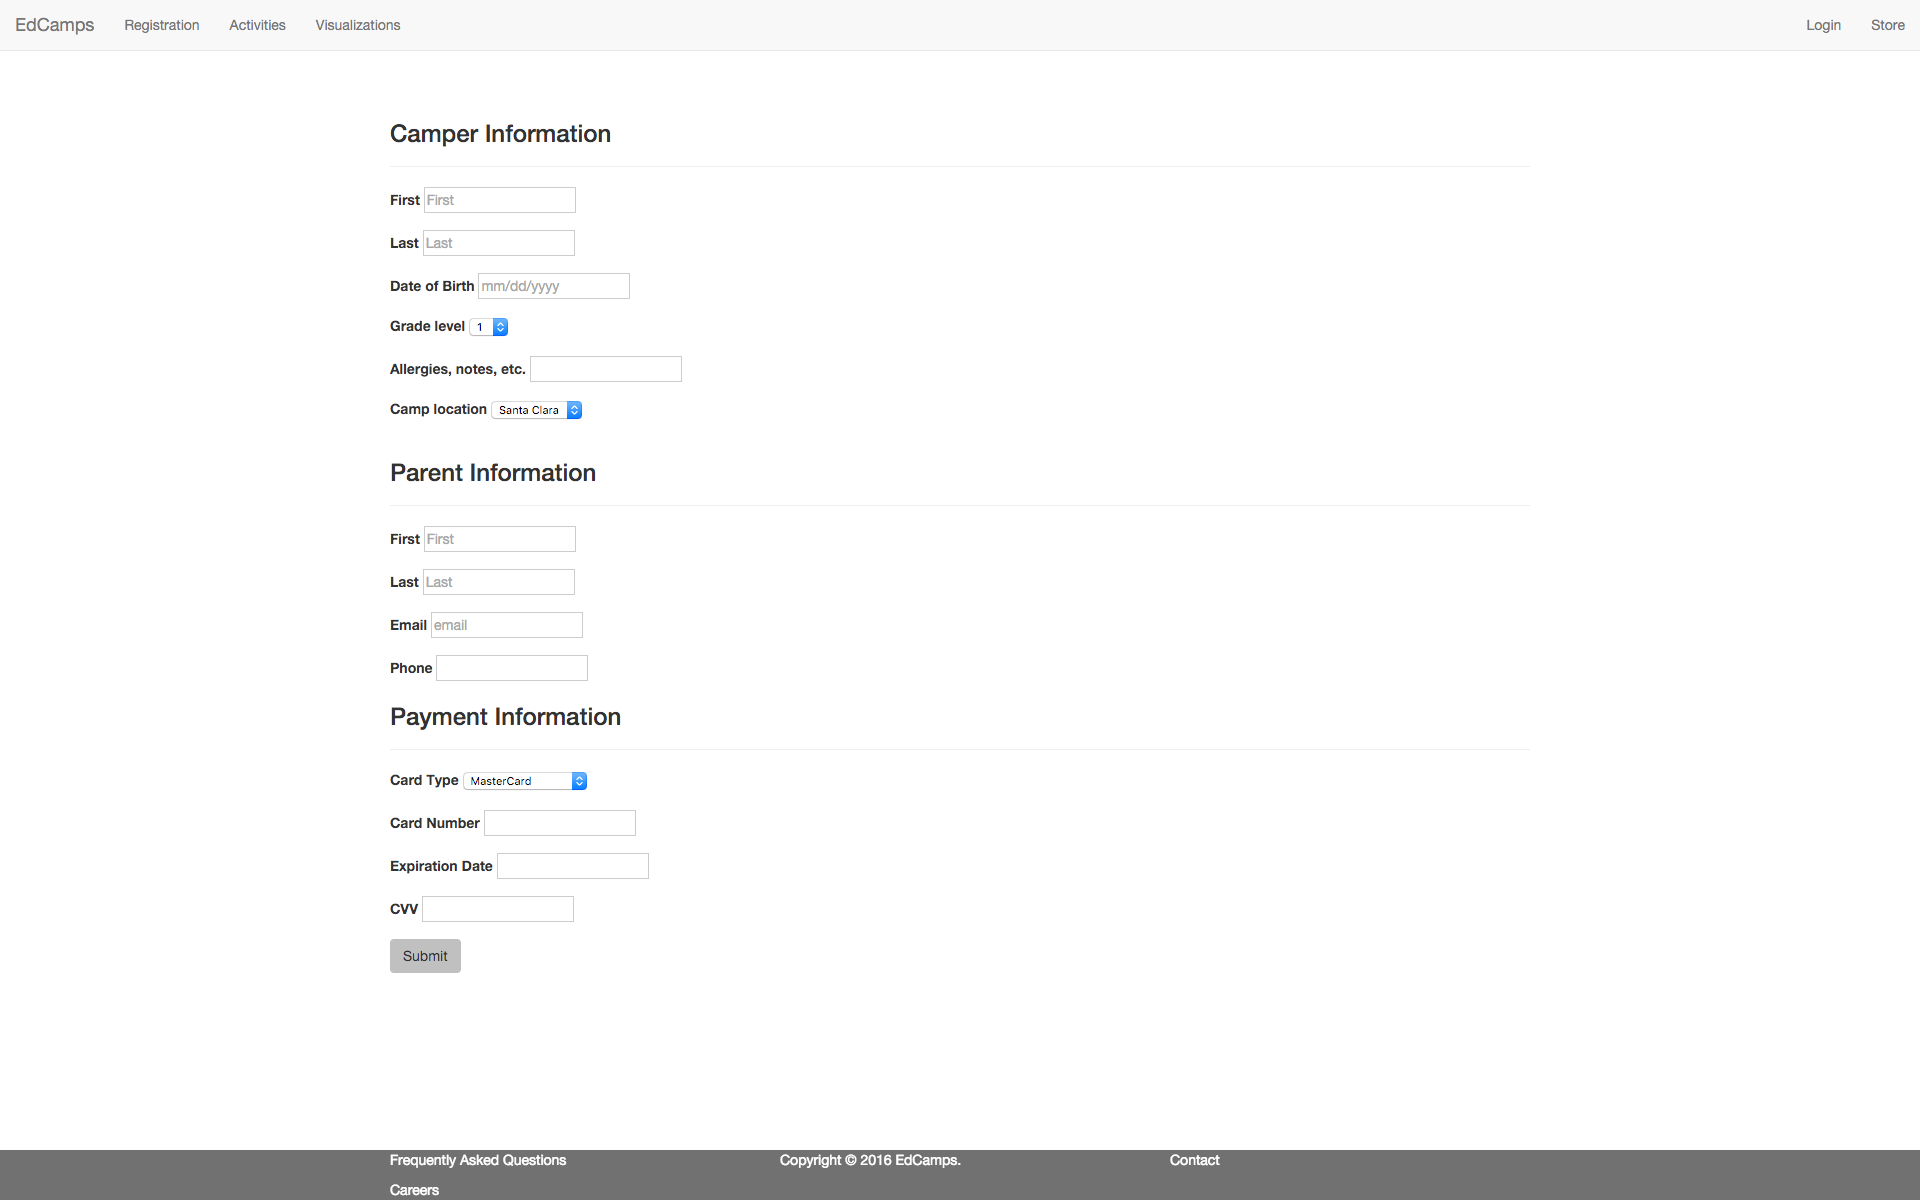 EdCamps Registration Activities Visualizations Login Store
Camper Information
First First
Last Last
Date of Birth mm/dd/yyyy
Grade level 1
Allergies, notes, etc.
Camp location Santa Clara
Parent Information
First First
Last Last
Email email
Phone
Payment Information
Card Type MasterCard
Card Number
Expiration Date
CVV
Submit
Frequently Asked Questions Copyright © 2016 EdCamps. Contact
Careers